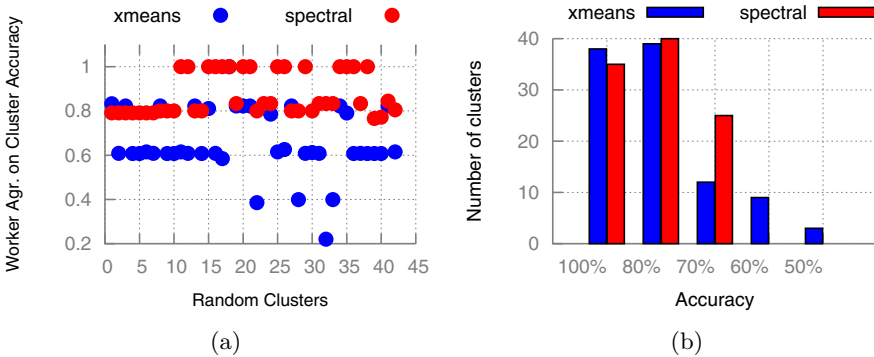 xmeans
spectral
Worker Agr. on Cluster Accuracy
1
0.8
0.6
0.4
0.2
0 5 10 15 20 25 30 35 40 45
Random Clusters
(a)
xmeans
spectral
Number of clusters
40
30
20
10
0
100% 80% 70% 60% 50%
Accuracy
(b)